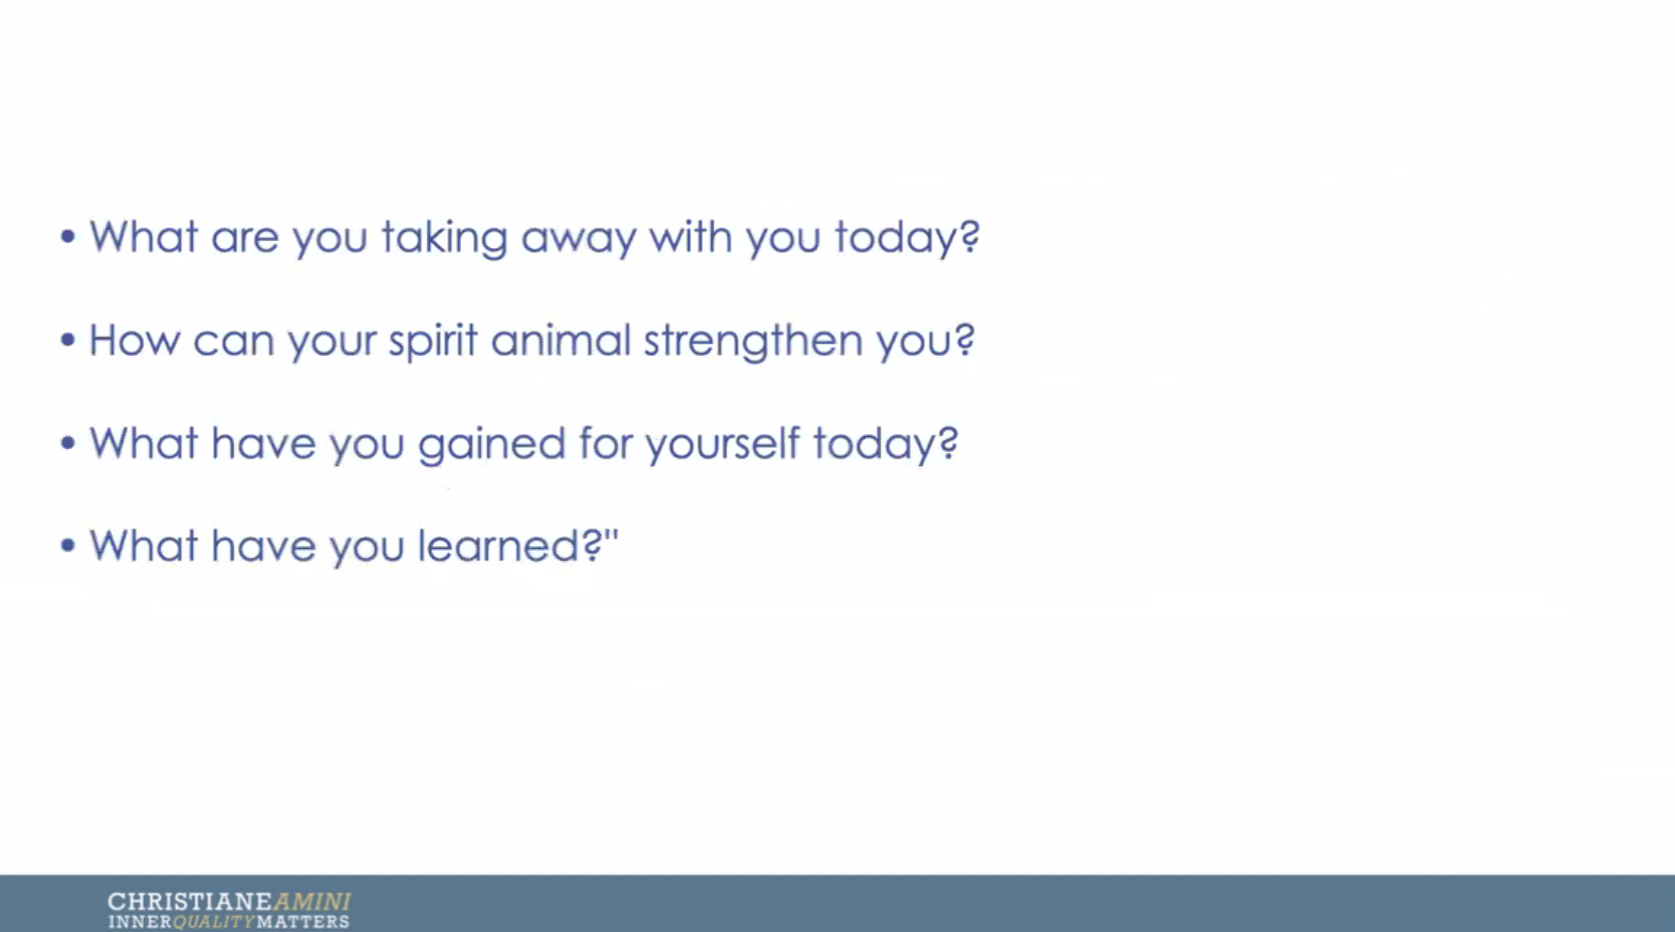 • What are you taking away with you today?
• How can your spirit animal strengthen you?
• What have you gained for yourself today?
• What have you learned?"
CHRISTIANEAMINI
INNERQUALITYMATTERS